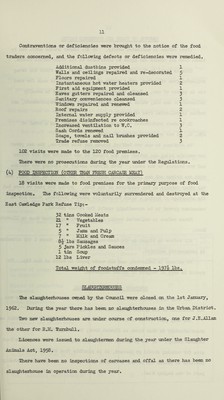 11
Contraventions or deficiencies were brought to the notice of the food
traders concerned, and the following defects or deficiencies were remedied.
Additional dustbins provided 1
Walls and ceilings repaired and re-decorated 5
Floors repaired 1
Instantaneous hot water heaters provided 2
First aid equipment provided 1
Eaves gutters repaired and cleansed 3
Sanitary conveniences cleansed 1
Windows repaired and renewed 1
Roof repairs 2
Internal water supply provided 1
Premises disinfected re cockroaches 1
Increased ventilation to W.C. 1
Sash Cords renewed 1
Soaps, towels and nail brushes provided 2
Trade refuse removed 3
102 visits were made to the 120 food premises.
There were no prosecutions during the year under the Regulations.
(4) FOOD INSPECTION (OTHER THAN FRESH CARCASE MEAT)
18 visits were made to food premises for the primary purpose of food
inspection. The following were voluntarily surrendered and destroyed at the
East Cowledge Park Refuse Tip:-
32 tins Cooked Meats
21 " Vegetables
17 " Fruit
5 " Jams and Pulp
7 " Milk and Cream
8½ lbs Sausages
5 Jars Pickles and Sauces
1 tin Soup
12 lbs Liver
Total weight of foodstuffs condemned - 137½ lbs.
SLAUGHTERHOUSES
The slaughterhouses owned by the Council were closed on the 1st January,
1962. During the year there has been no slaughterhouses in the Urban District.
Two new slaughterhouses are under course of construction, one for J.N.Allan
the other for R.H. Turnbull.
Licences were issued to slaughtermen during the year under the Slaughter
Animals Act, 1958.
There have been no inspections of carcases and offal as there has been no
slaughterhouse in operation during the year.